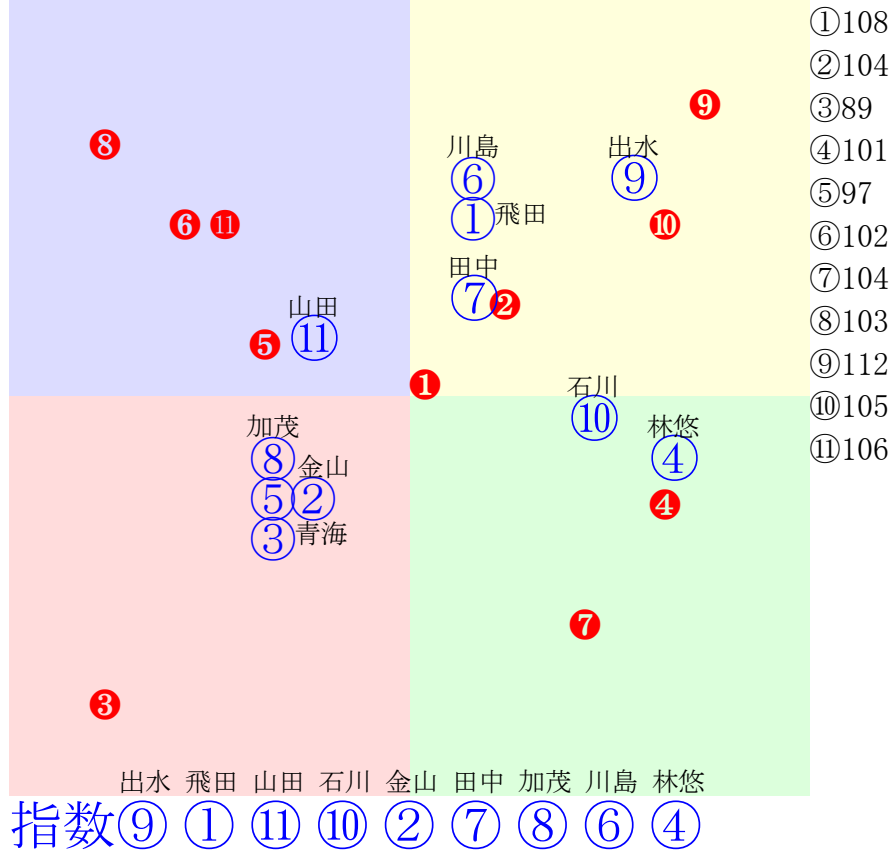 ①108
②104
❾
③89
❽
川島 出水
④101
⑥ ⑨
⑤97
① 飛田
❻ ⓫ ❿
⑥102
田中
⑦104
⑦ ❷
山田
⑧103
❺ ⑪
⑨112
❶
石川
⑩105
⑩
加茂 林悠
⑪106
⑧ 金山 ④
⑤ ② ❹
③ 青海
❼
❸
出水 飛田 山田 石川 金山 田中 加茂 川島 林悠
指数⑨ ① ⑪ ⑩ ② ⑦ ⑧ ⑥ ④